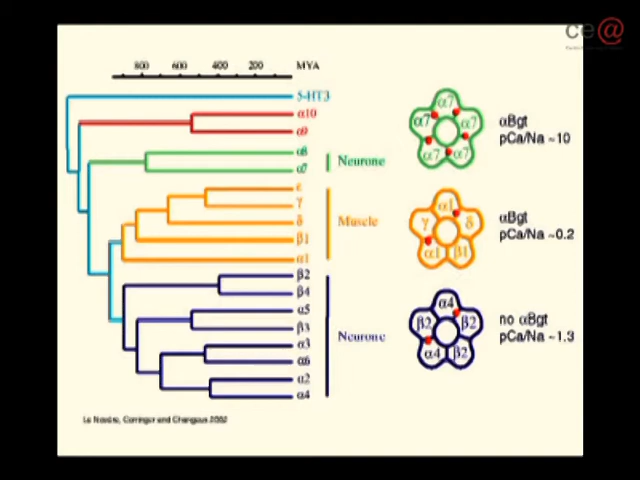 ce@
800 600 400 200 MYA
5-HT3
α10
α9
α8
α7
Neurone
ε
γ
δ
β1
α1
Muscle
β2
β4
α5
β3
α3
α6
α2
α4
Neurone
α7
α7 α7
α7 α7
αBgt
pCa/Na ~10
α1
γ δ
α1 β1
αBgt
pCa/Na ~0.2
α4
β2 β2
α4 β2
no αBgt
pCa/Na ~1.3
Le Novère, Corringer and Changeux 2002